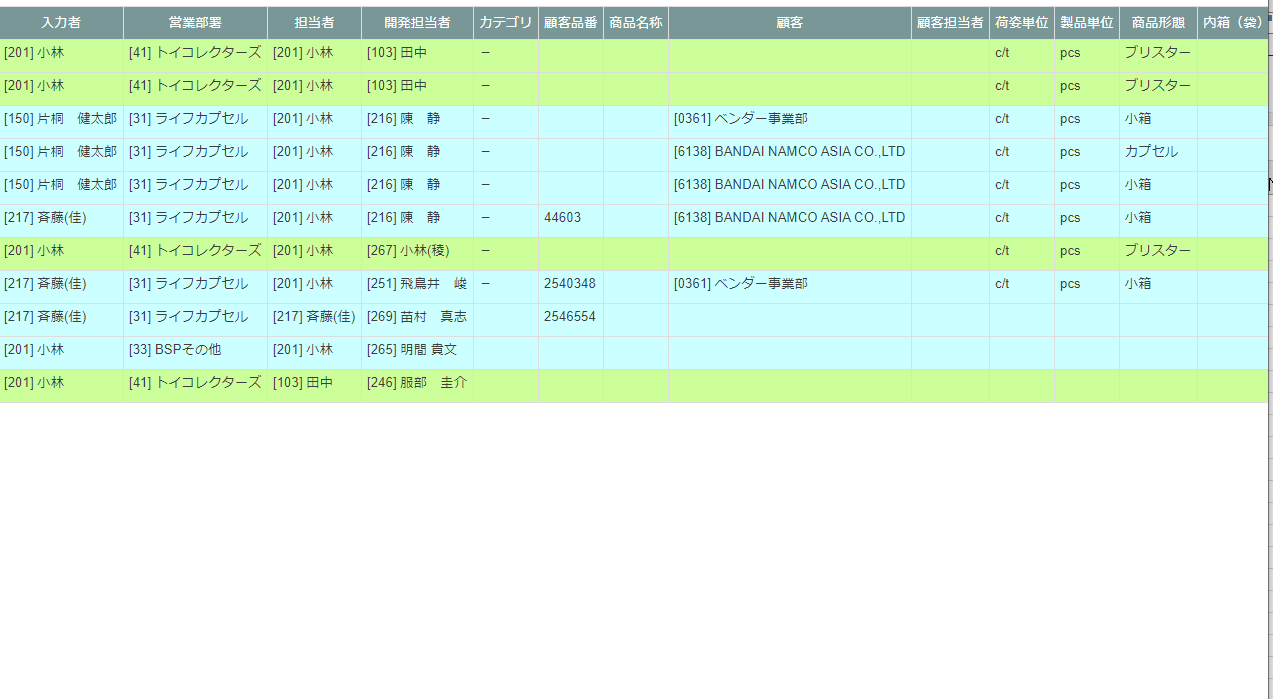 入力者 営業部署 担当者 開発担当者 カテゴリ 顧客品番 商品名称 顧客 顧客担当者 荷姿単位 製品単位 商品形態 内箱（袋）
[201] 小林 [41] トイコレクターズ [201] 小林 [103] 田中 － c/t pcs ブリスター
[201] 小林 [41] トイコレクターズ [201] 小林 [103] 田中 － c/t pcs ブリスター
[150] 片桐　健太郎 [31] ライフカプセル [201] 小林 [216] 陳　静 － [0361] ベンダー事業部 c/t pcs 小箱
[150] 片桐　健太郎 [31] ライフカプセル [201] 小林 [216] 陳　静 － [6138] BANDAI NAMCO ASIA CO.,LTD c/t pcs カプセル
[150] 片桐　健太郎 [31] ライフカプセル [201] 小林 [216] 陳　静 － [6138] BANDAI NAMCO ASIA CO.,LTD c/t pcs 小箱
[217] 斉藤(佳) [31] ライフカプセル [201] 小林 [216] 陳　静 － 44603 [6138] BANDAI NAMCO ASIA CO.,LTD c/t pcs 小箱
[201] 小林 [41] トイコレクターズ [201] 小林 [267] 小林(稜) － c/t pcs ブリスター
[217] 斉藤(佳) [31] ライフカプセル [201] 小林 [251] 飛鳥井　峻 － 2540348 [0361] ベンダー事業部 c/t pcs 小箱
[217] 斉藤(佳) [31] ライフカプセル [217] 斉藤(佳) [269] 苗村　真志 2546554
[201] 小林 [33] BSPその他 [201] 小林 [265] 明間 貴文
[201] 小林 [41] トイコレクターズ [103] 田中 [246] 服部　圭介